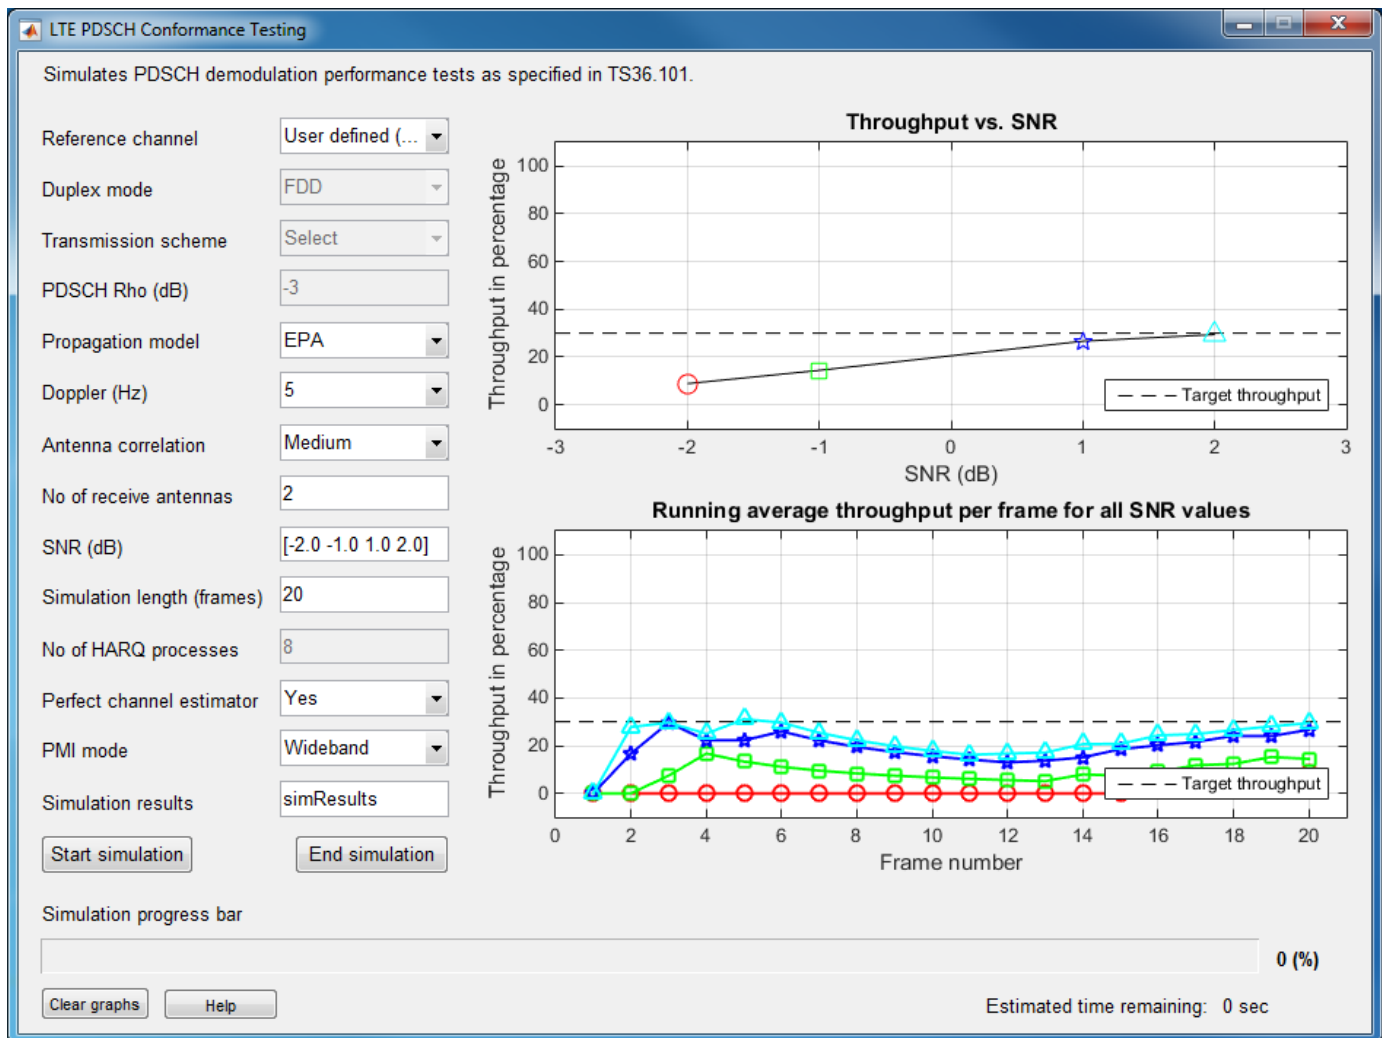 LTE PDSCH Conformance Testing
Simulates PDSCH demodulation performance tests as specified in TS36.101.
Reference channel
User defined (...
Duplex mode
FDD
Transmission scheme
Select
PDSCH Rho (dB)
-3
Propagation model
EPA
Doppler (Hz)
5
Antenna correlation
Medium
No of receive antennas
2
SNR (dB)
[-2.0 -1.0 1.0 2.0]
Simulation length (frames)
20
No of HARQ processes
8
Perfect channel estimator
Yes
PMI mode
Wideband
Simulation results
simResults
Start simulation
End simulation
Throughput vs. SNR
Throughput in percentage
100
80
60
40
20
0
Target throughput
-3 -2 -1 0 1 2 3
SNR (dB)
Running average throughput per frame for all SNR values
Throughput in percentage
100
80
60
40
20
0
Target throughput
0 2 4 6 8 10 12 14 16 18 20
Frame number
Simulation progress bar
0 (%)
Clear graphs
Help
Estimated time remaining: 0 sec